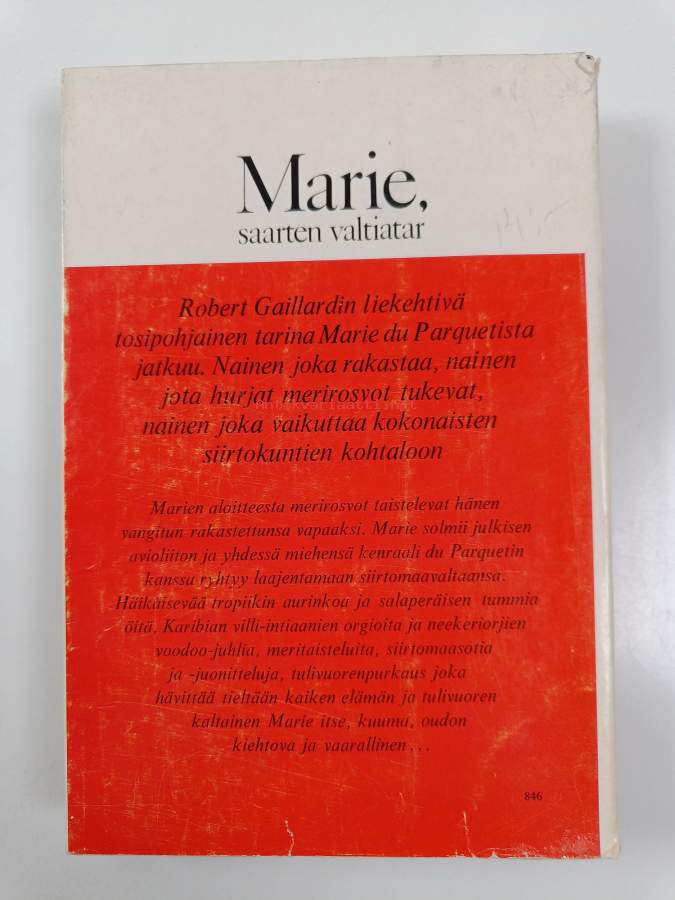 Marie,
saarten valtiatar
Robert Gaillardin liekehtivä
tosipohjainen tarina Marie du Parquetista
jatkuu. Nainen joka rakastaa, nainen
jota hurjat merirosvot tukevat,
nainen joka vaikuttaa kokonaisten
siirtokuntien kohtaloon
Marien aloitteesta merirosvot taistelevat hänen
vangitun rakastettunsa vapaaksi. Marie solmii julkisen
avioliiton ja yhdessä miehensä kenraali du Parquetin
kanssa ryhtyy laajentamaan siirtomaavaltaansa.
Häikäisevää tropiikin aurinkoa ja salaperäisen tummia
öitä, Karibian villi-intiaanien orgioita ja neekeriorjien
voodoo-juhlia, meritaisteluita, siirtomaasotia
ja -juonitteluja, tulivuorenpurkaus joka
hävittää tieltään kaiken elämän ja tulivuoren
kaltainen Marie itse, kuuma, oudon
kiehtova ja vaarallinen...
846